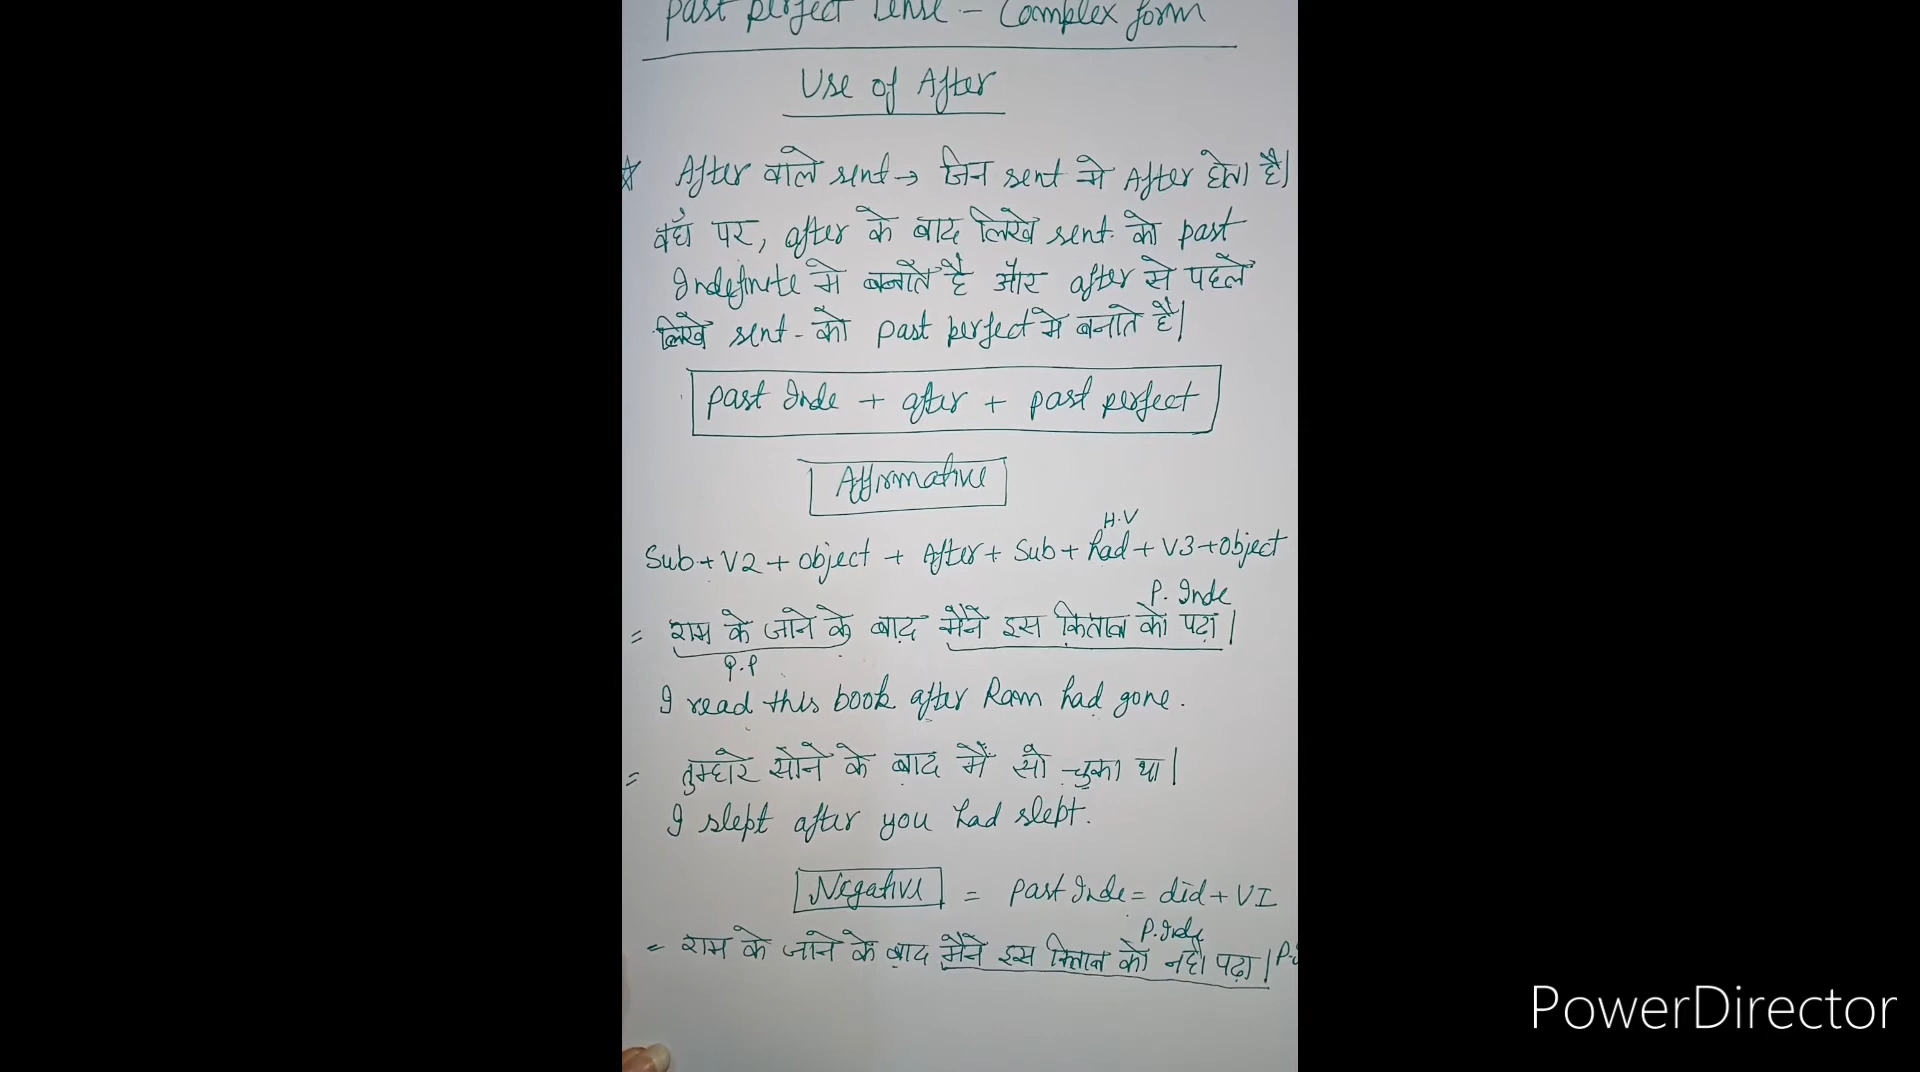 Past perfect Tense - Complex form
Use of After
☆ After वाले sent → जिन sent मे After होता है।
वहाँ पर, after के बाद लिखे sent. को past
Indefinite मे बनाते है और after से पहले
लिखे sent - को past perfect मे बनाते है।
past Inde + after + past perfect
Affirmative
H.V
Sub + V2 + object + After + Sub + had + V3 + object
P. Inde
= राम के जाने के बाद मैने इस किताब को पढा।
P.P
I read this book after Ram had gone.
= तुम्हारे सोने के बाद मैं सो चुका था।
I slept after you had slept.
Negative = Past Inde = did + VI
P. Inde
= राम के जाने के बाद मैने इस किताब को नही पढ़ा।
PowerDirector